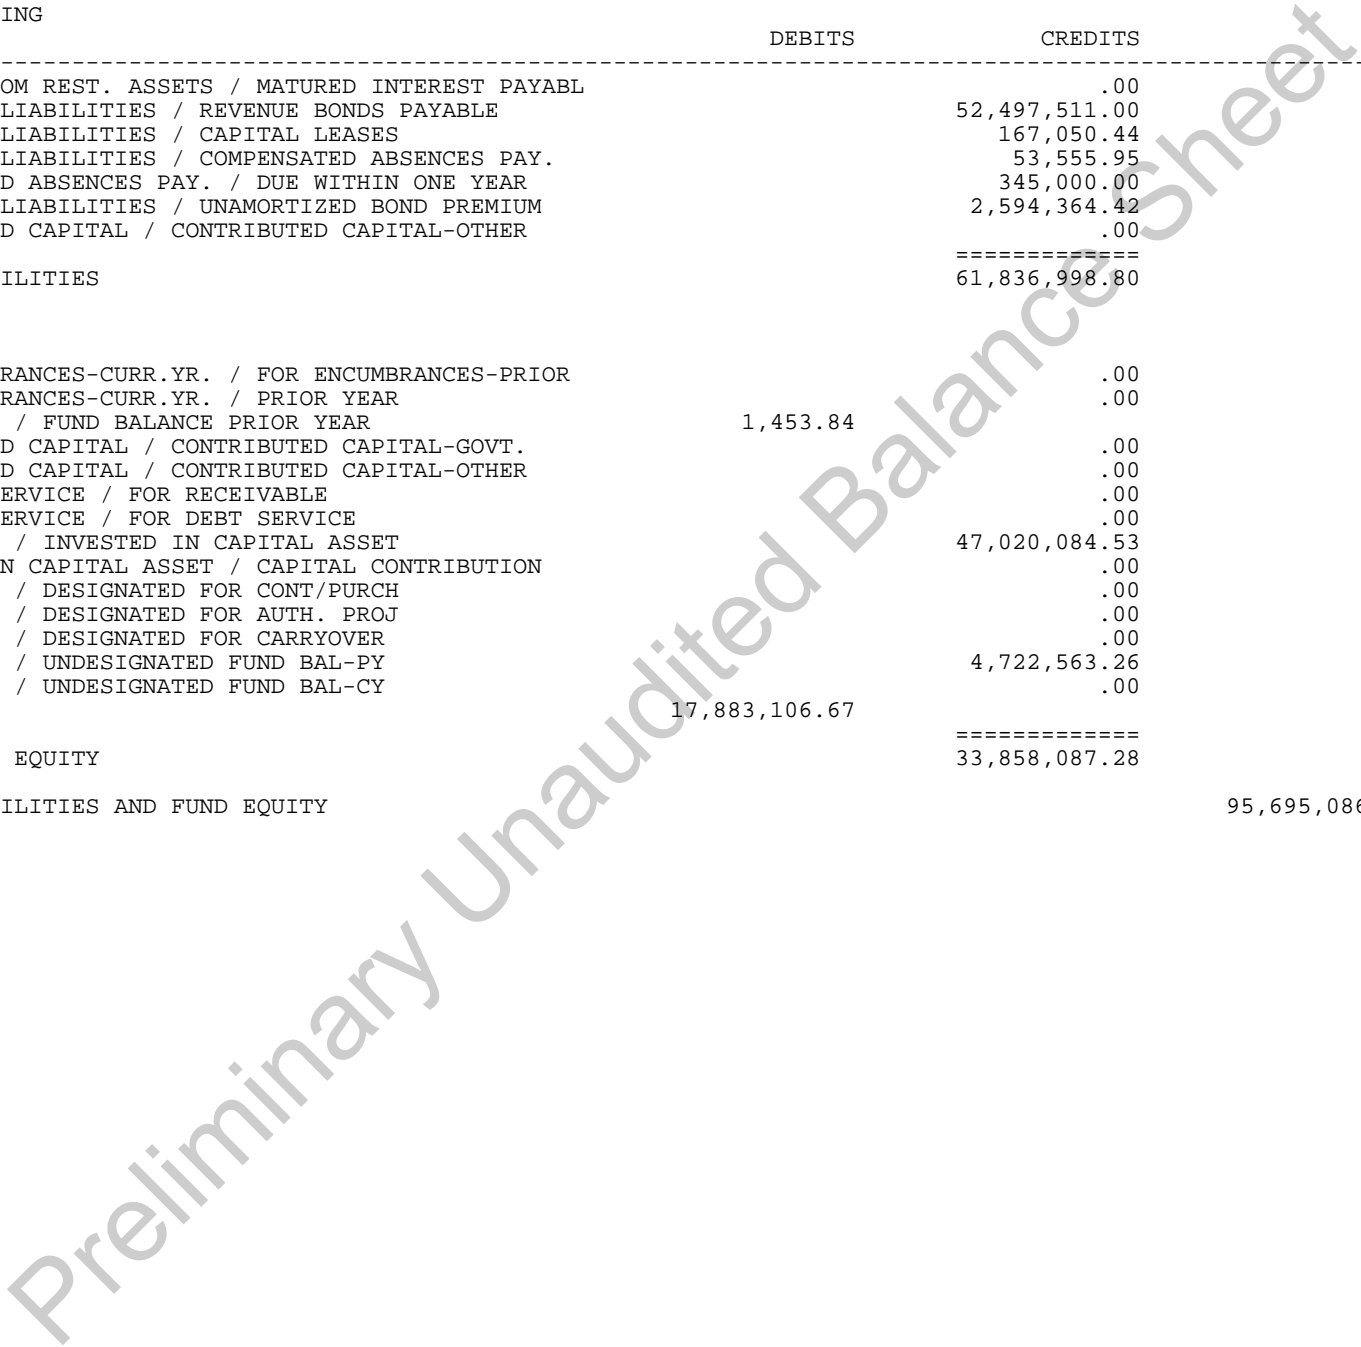 ING
DEBITS CREDITS
OM REST. ASSETS / MATURED INTEREST PAYABL .00
LIABILITIES / REVENUE BONDS PAYABLE 52,497,511.00
LIABILITIES / CAPITAL LEASES 167,050.44
LIABILITIES / COMPENSATED ABSENCES PAY. 53,555.95
D ABSENCES PAY. / DUE WITHIN ONE YEAR 345,000.00
LIABILITIES / UNAMORTIZED BOND PREMIUM 2,594,364.42
D CAPITAL / CONTRIBUTED CAPITAL-OTHER .00
=============
ILITIES 61,836,998.80
RANCES-CURR.YR. / FOR ENCUMBRANCES-PRIOR .00
RANCES-CURR.YR. / PRIOR YEAR .00
/ FUND BALANCE PRIOR YEAR 1,453.84
D CAPITAL / CONTRIBUTED CAPITAL-GOVT. .00
D CAPITAL / CONTRIBUTED CAPITAL-OTHER .00
ERVICE / FOR RECEIVABLE .00
ERVICE / FOR DEBT SERVICE .00
/ INVESTED IN CAPITAL ASSET 47,020,084.53
N CAPITAL ASSET / CAPITAL CONTRIBUTION .00
/ DESIGNATED FOR CONT/PURCH .00
/ DESIGNATED FOR AUTH. PROJ .00
/ DESIGNATED FOR CARRYOVER .00
/ UNDESIGNATED FUND BAL-PY 4,722,563.26
/ UNDESIGNATED FUND BAL-CY .00
17,883,106.67
=============
EQUITY 33,858,087.28
ILITIES AND FUND EQUITY 95,695,086
Preliminary Unaudited Balance Sheet